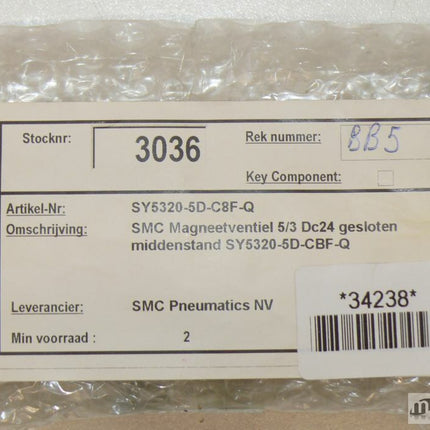 Stocknr: 3036 Rek nummer: BB5
Key Component:
Artikel-Nr: SY5320-5D-C8F-Q
Omschrijving: SMC Magneetventiel 5/3 Dc24 gesloten
middenstand SY5320-5D-CBF-Q
Leverancier: SMC Pneumatics NV
*34238*
Min voorraad : 2